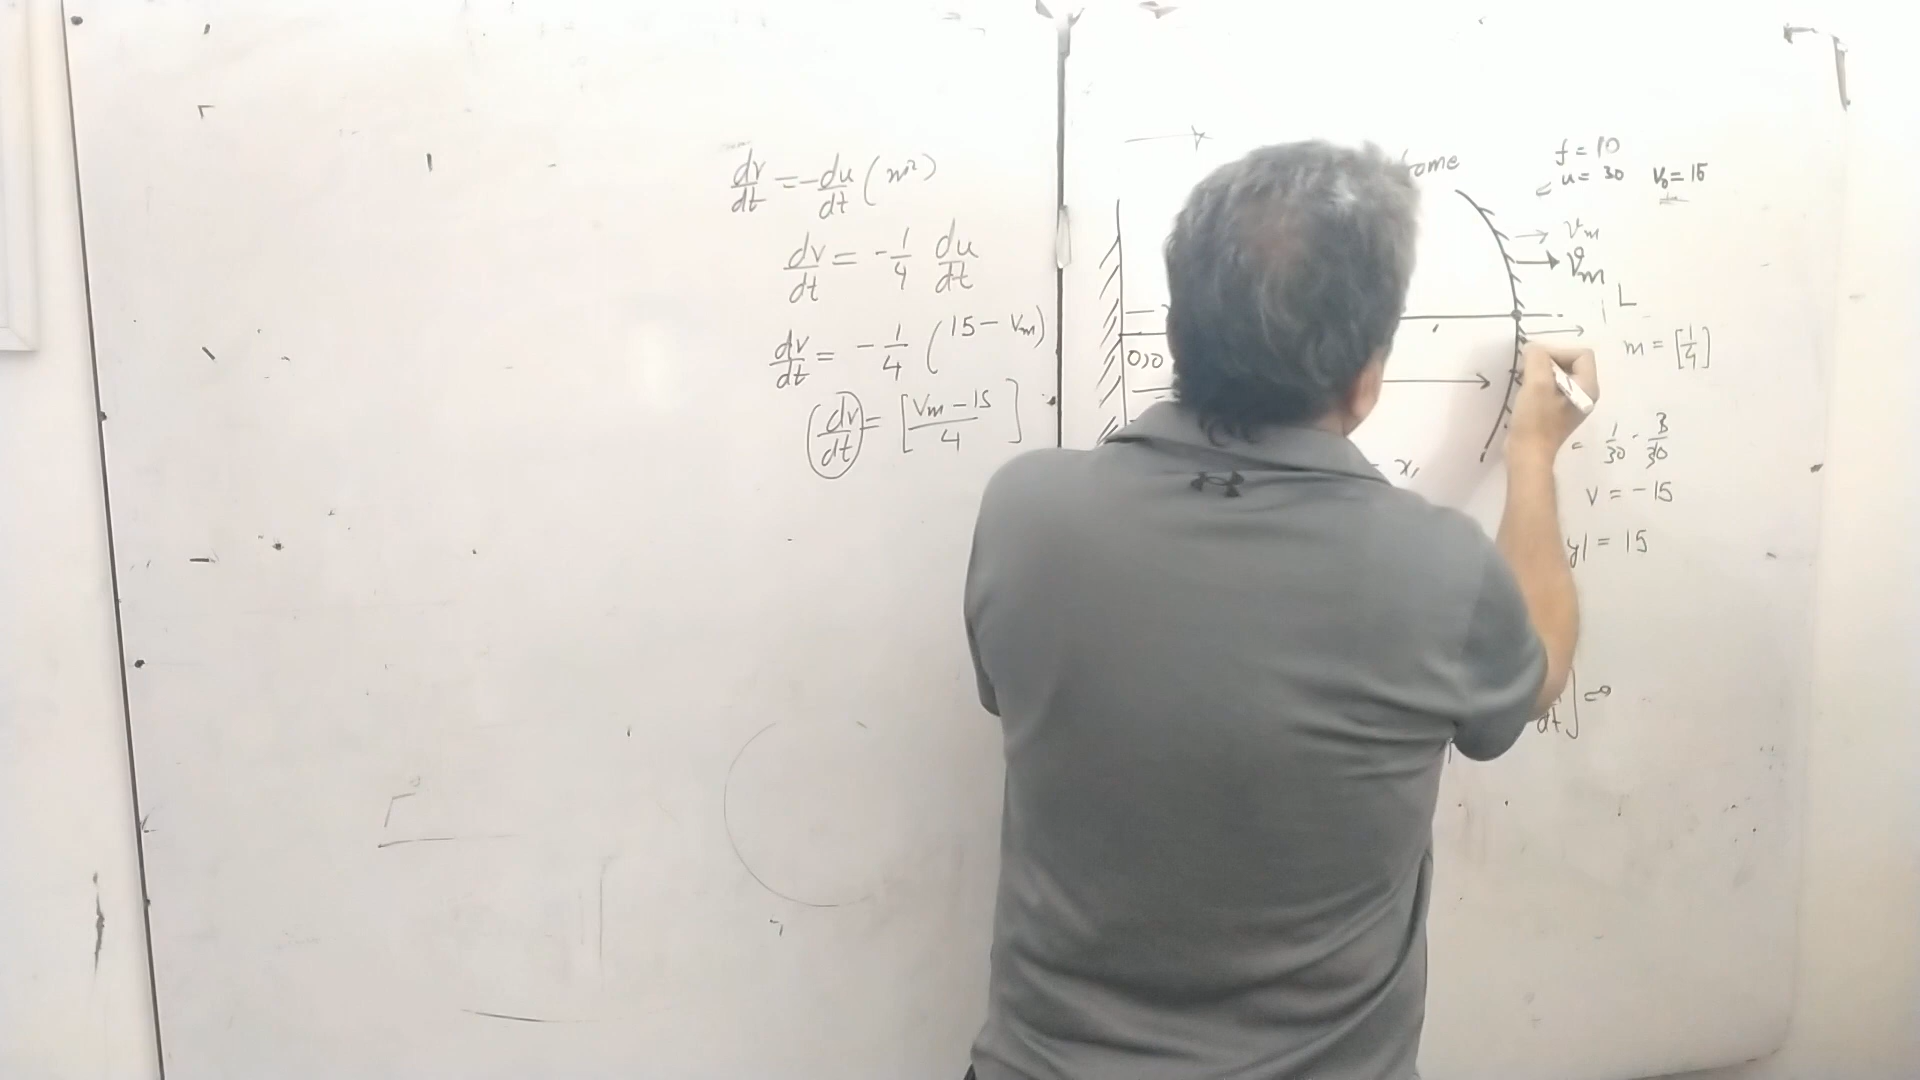 dv/dt = -du/dt (m²)
dv/dt = -1/4 du/dt
dv/dt = -1/4 (15 - Vm)
dv/dt = [Vm - 15 / 4]
f = 10
u = 30 V₀ = 15
Vm
Vm
L
m = [1/4]
0,0
x₁
= 1/30 - 3/30
v = -15
y| = 15
dt] =